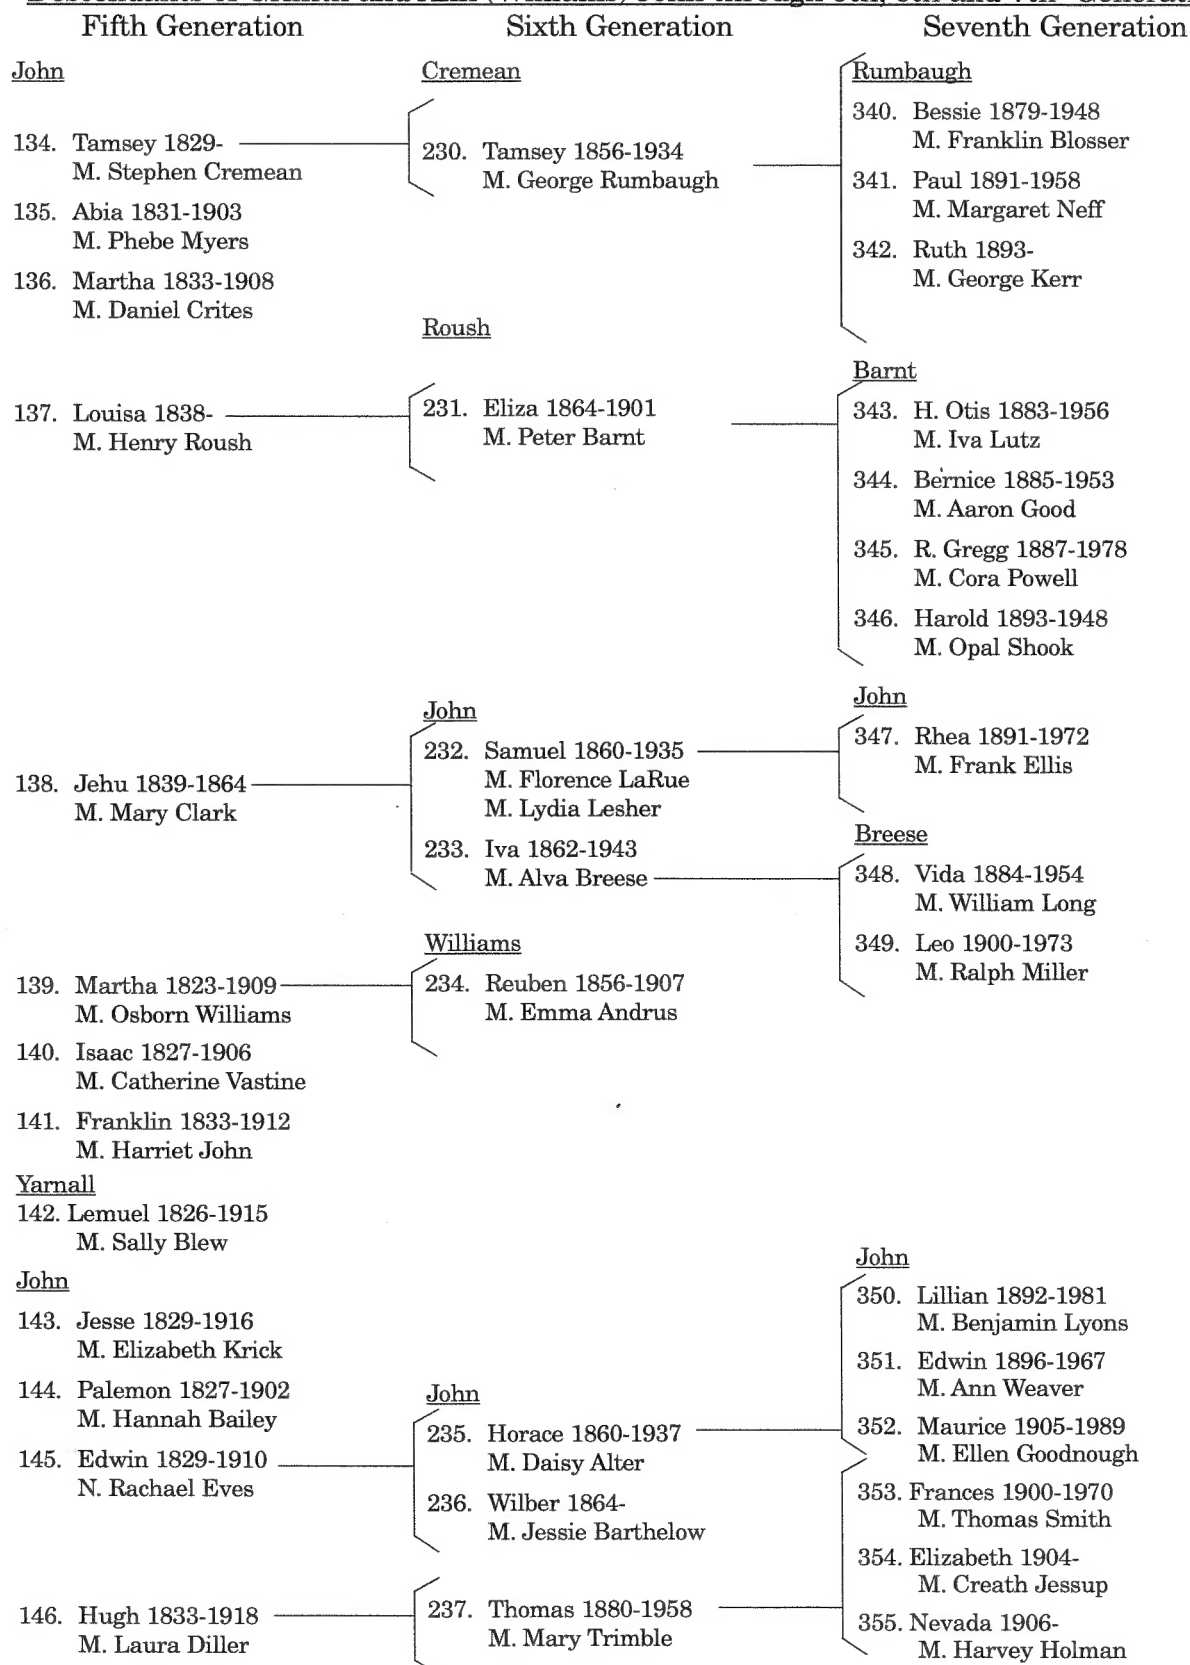 Fifth Generation
Sixth Generation
Seventh Generation
John
134. Tamsey 1829-
M. Stephen Cremean
135. Abia 1831-1903
M. Phebe Myers
136. Martha 1833-1908
M. Daniel Crites
137. Louisa 1838-
M. Henry Roush
138. Jehu 1839-1864
M. Mary Clark
139. Martha 1823-1909
M. Osborn Williams
140. Isaac 1827-1906
M. Catherine Vastine
141. Franklin 1833-1912
M. Harriet John
Yarnall
142. Lemuel 1826-1915
M. Sally Blew
John
143. Jesse 1829-1916
M. Elizabeth Krick
144. Palemon 1827-1902
M. Hannah Bailey
145. Edwin 1829-1910
N. Rachael Eves
146. Hugh 1833-1918
M. Laura Diller
Cremean
230. Tamsey 1856-1934
M. George Rumbaugh
Roush
231. Eliza 1864-1901
M. Peter Barnt
John
232. Samuel 1860-1935
M. Florence LaRue
M. Lydia Lesher
233. Iva 1862-1943
M. Alva Breese
Williams
234. Reuben 1856-1907
M. Emma Andrus
John
235. Horace 1860-1937
M. Daisy Alter
236. Wilber 1864-
M. Jessie Barthelow
237. Thomas 1880-1958
M. Mary Trimble
Rumbaugh
340. Bessie 1879-1948
M. Franklin Blosser
341. Paul 1891-1958
M. Margaret Neff
342. Ruth 1893-
M. George Kerr
Barnt
343. H. Otis 1883-1956
M. Iva Lutz
344. Bernice 1885-1953
M. Aaron Good
345. R. Gregg 1887-1978
M. Cora Powell
346. Harold 1893-1948
M. Opal Shook
John
347. Rhea 1891-1972
M. Frank Ellis
Breese
348. Vida 1884-1954
M. William Long
349. Leo 1900-1973
M. Ralph Miller
John
350. Lillian 1892-1981
M. Benjamin Lyons
351. Edwin 1896-1967
M. Ann Weaver
352. Maurice 1905-1989
M. Ellen Goodnough
353. Frances 1900-1970
M. Thomas Smith
354. Elizabeth 1904-
M. Creath Jessup
355. Nevada 1906-
M. Harvey Holman